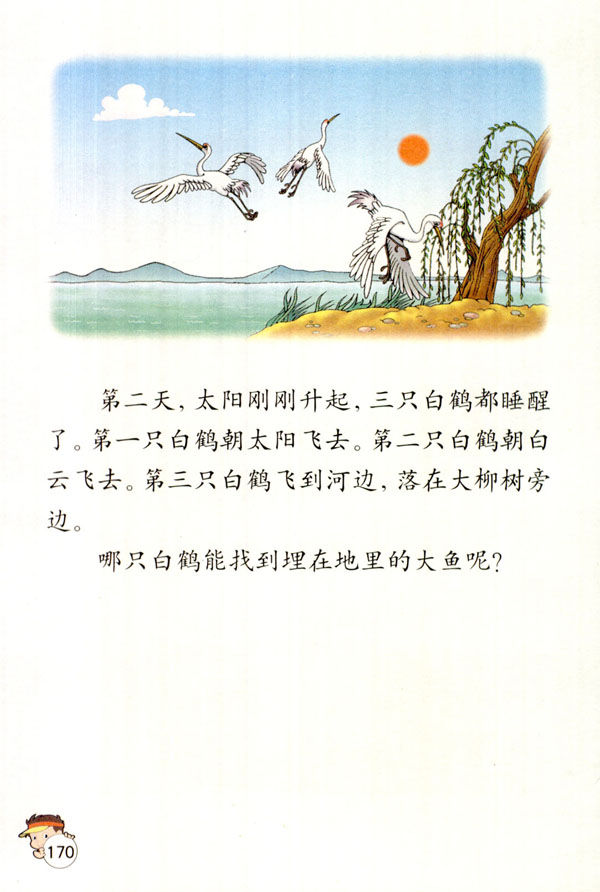 第二天，太阳刚刚升起，三只白鹤都睡醒
了。第一只白鹤朝太阳飞去。第二只白鹤朝白
云飞去。第三只白鹤飞到河边，落在大柳树旁
边。
哪只白鹤能找到埋在地里的大鱼呢？
170